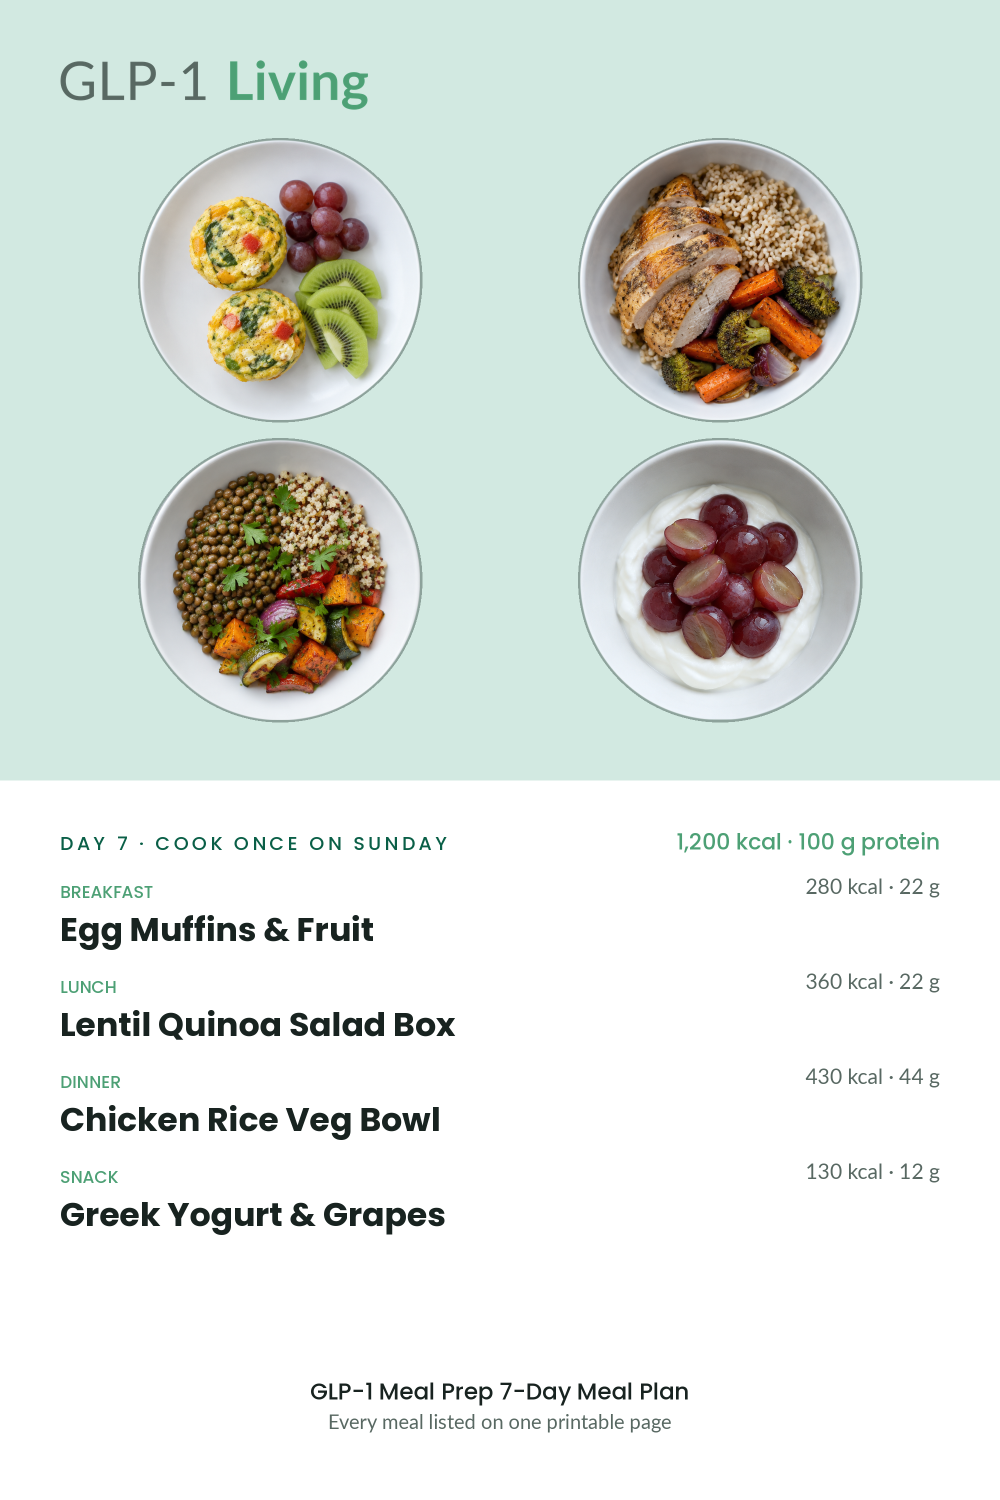 GLP-1 Living
DAY 7 · COOK ONCE ON SUNDAY
1,200 kcal · 100 g protein
BREAKFAST
280 kcal · 22 g
Egg Muffins & Fruit
LUNCH
360 kcal · 22 g
Lentil Quinoa Salad Box
DINNER
430 kcal · 44 g
Chicken Rice Veg Bowl
SNACK
130 kcal · 12 g
Greek Yogurt & Grapes
GLP-1 Meal Prep 7-Day Meal Plan
Every meal listed on one printable page